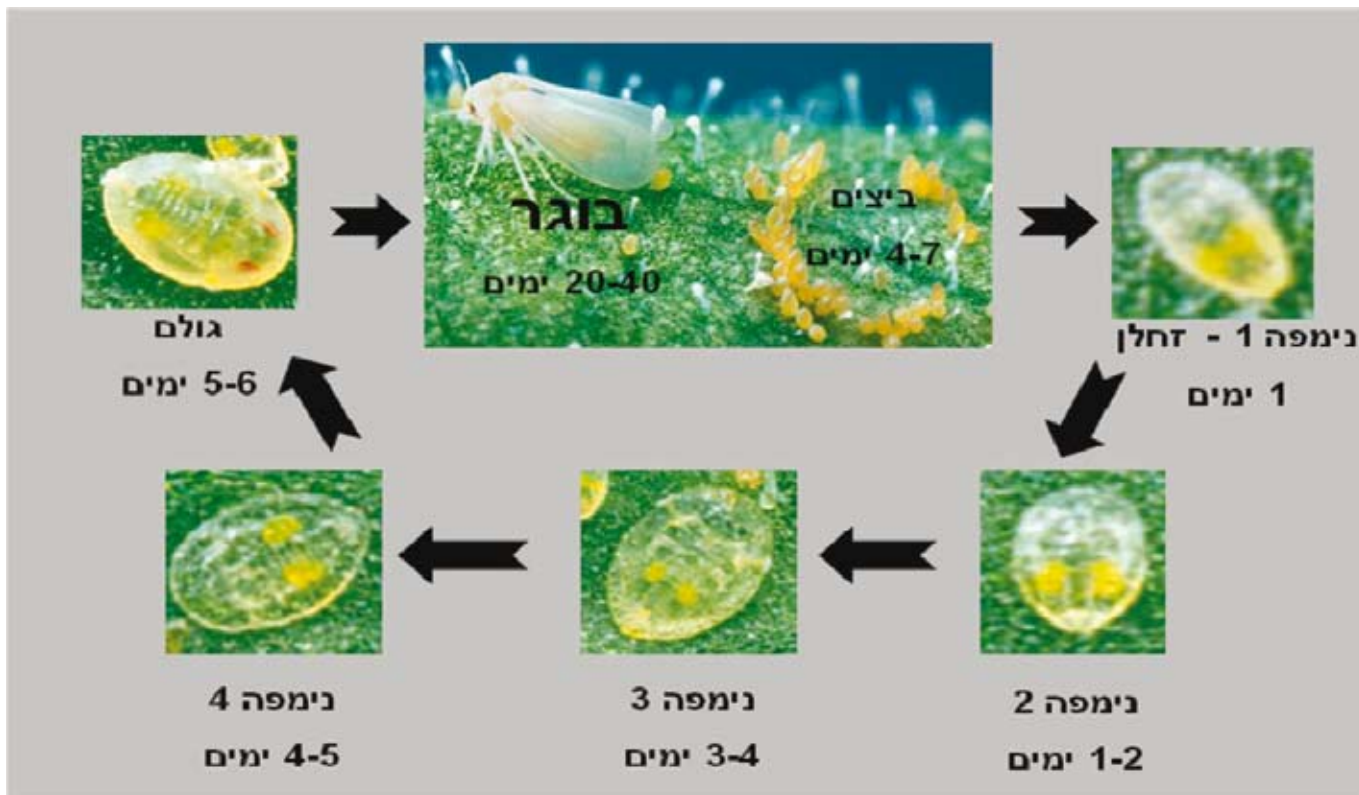 בוגר
20-40 ימים
ביצים
4-7 ימים
נימפה 1 - זחלן
1 ימים
נימפה 2
1-2 ימים
נימפה 3
3-4 ימים
נימפה 4
4-5 ימים
גולם
5-6 ימים